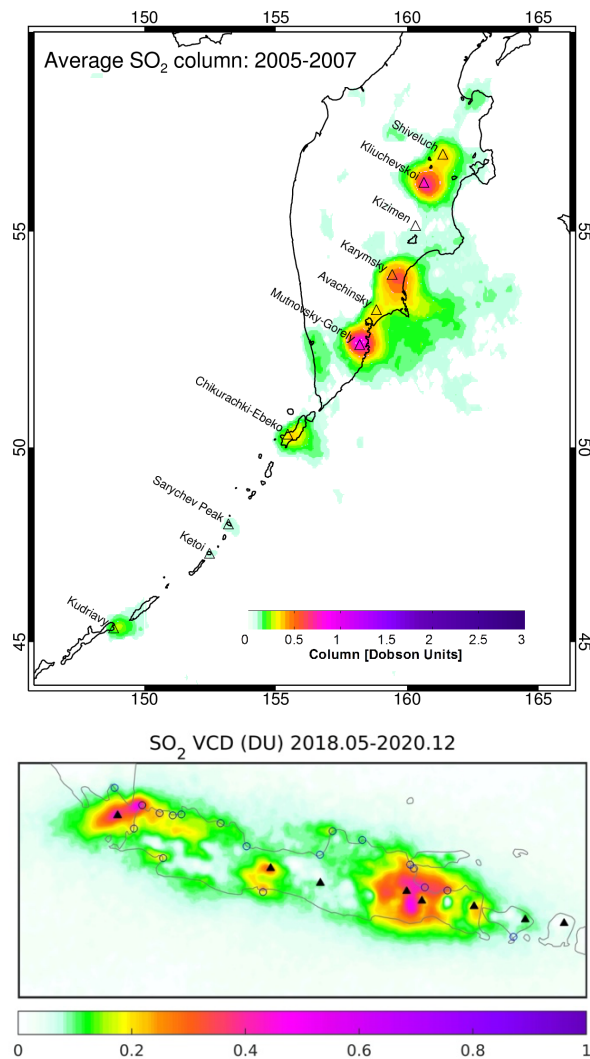 150 155 160 165
Average SO2 column: 2005-2007
Shiveluch
Kliuchevskoi
Kizimen
55 55
Karymsky
Avachinsky
Mutnovsky-Gorely
Chikurachki-Ebeko
50 50
Sarychev Peak
Ketoi
Kudriavy
45 45
0 0.5 1 1.5 2 2.5 3
Column [Dobson Units]
150 155 160 165
SO2 VCD (DU) 2018.05-2020.12
0 0.2 0.4 0.6 0.8 1